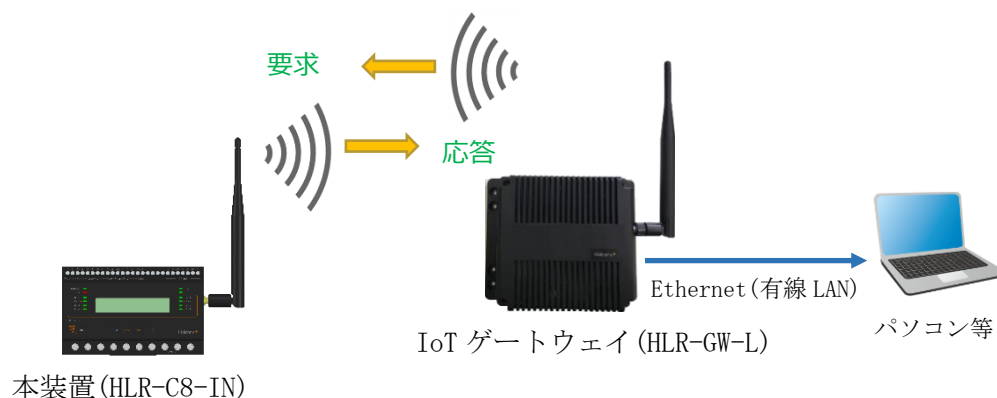 要求
応答
Ethernet(有線 LAN)
パソコン等
IoT ゲートウェイ(HLR-GW-L)
本装置(HLR-C8-IN)